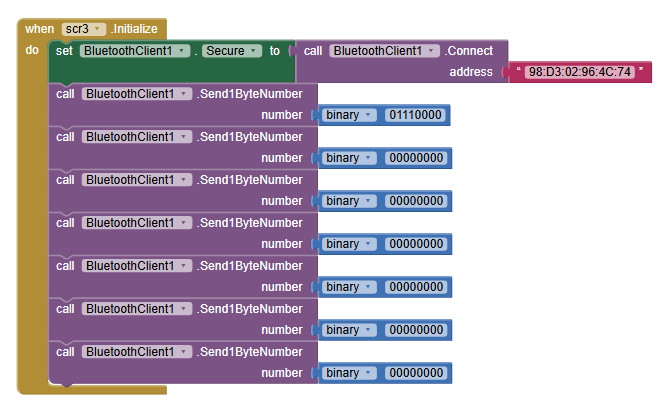 when scr3 .Initialize
do set BluetoothClient1 . Secure to call BluetoothClient1 .Connect
address " 98:D3:02:96:4C:74 "
call BluetoothClient1 .Send1ByteNumber
number binary 01110000
call BluetoothClient1 .Send1ByteNumber
number binary 00000000
call BluetoothClient1 .Send1ByteNumber
number binary 00000000
call BluetoothClient1 .Send1ByteNumber
number binary 00000000
call BluetoothClient1 .Send1ByteNumber
number binary 00000000
call BluetoothClient1 .Send1ByteNumber
number binary 00000000
call BluetoothClient1 .Send1ByteNumber
number binary 00000000